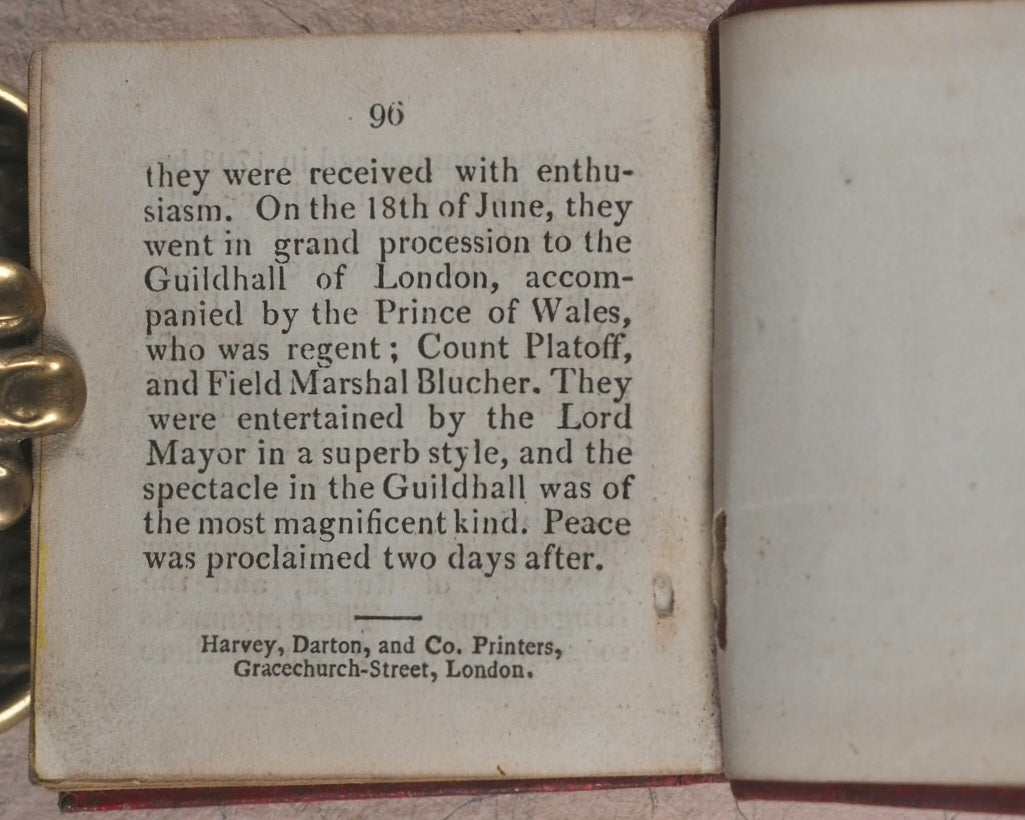 96
they were received with enthu-
siasm. On the 18th of June, they
went in grand procession to the
Guildhall of London, accom-
panied by the Prince of Wales,
who was regent; Count Platoff,
and Field Marshal Blucher. They
were entertained by the Lord
Mayor in a superb style, and the
spectacle in the Guildhall was of
the most magnificent kind. Peace
was proclaimed two days after.
Harvey, Darton, and Co. Printers,
Gracechurch-Street, London.